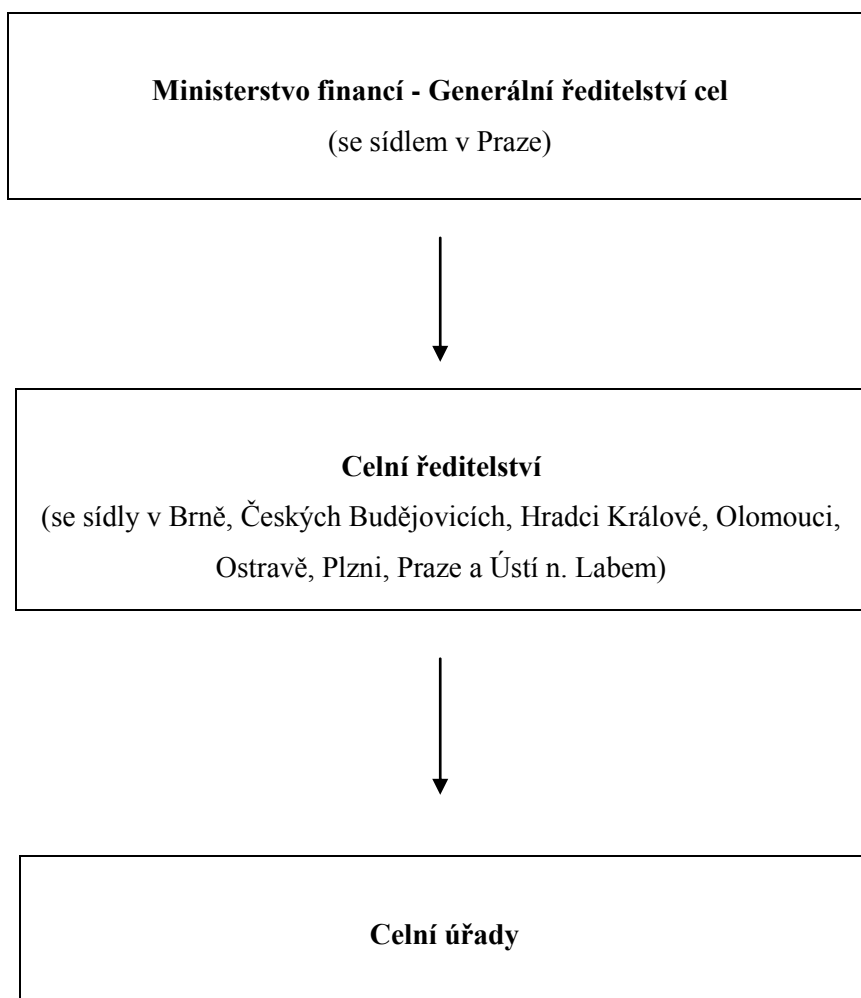 Ministerstvo financí - Generální ředitelství cel
(se sídlem v Praze)
Celní ředitelství
(se sídly v Brně, Českých Budějovicích, Hradci Králové, Olomouci,
Ostravě, Plzni, Praze a Ústí n. Labem)
Celní úřady